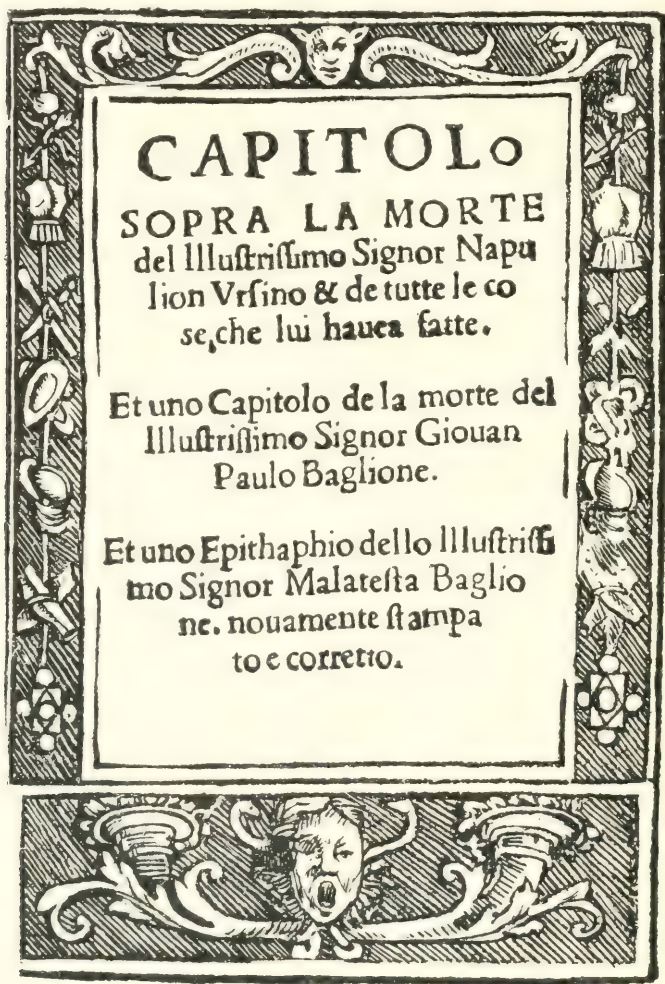 CAPITOLo
SOPRA LA MORTE
del Illuſtriſſimo Signor Napu
lion Vrſino & de tutte le co
ſe, che lui hauea fatte.
Et uno Capitolo de la morte del
Illuſtriſſimo Signor Giouan
Paulo Baglione.
Et uno Epithaphio dello Illuſtriſſi
mo Signor Malateſta Baglio
ne. nouamente ſtampa
to e corretto.